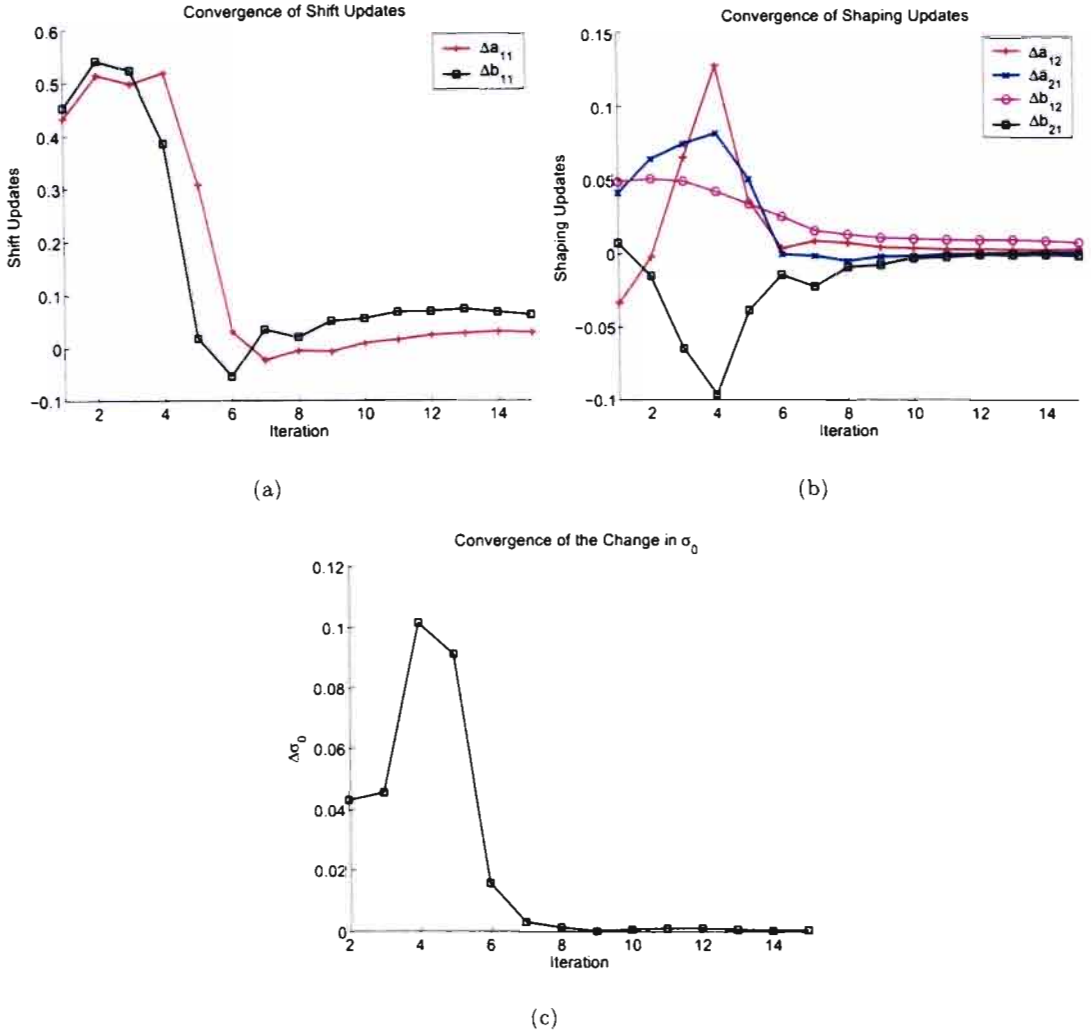 Convergence of Shift Updates
0.6
0.5
0.4
0.3
0.2
0.1
0
−0.1
Shift Updates
Δa11
Δb11
2 4 6 8 10 12 14
Iteration
(a)
Convergence of Shaping Updates
0.15
0.1
0.05
0
−0.05
−0.1
Shaping Updates
Δa12
Δa21
Δb12
Δb21
2 4 6 8 10 12 14
Iteration
(b)
Convergence of the Change in σ0
0.12
0.1
0.08
0.06
0.04
0.02
0
Δσ0
2 4 6 8 10 12 14
Iteration
(c)